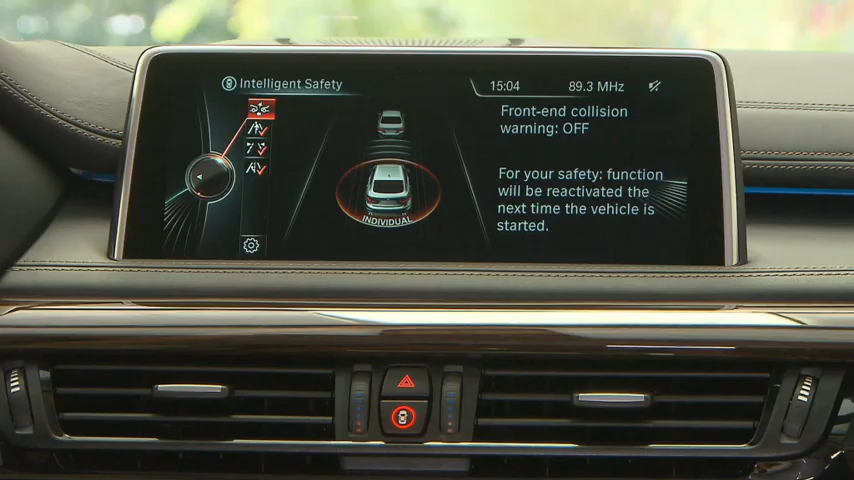 Intelligent Safety
15:04
89.3 MHz
Front-end collision
warning: OFF
For your safety: function
will be reactivated the
next time the vehicle is
started.
INDIVIDUAL